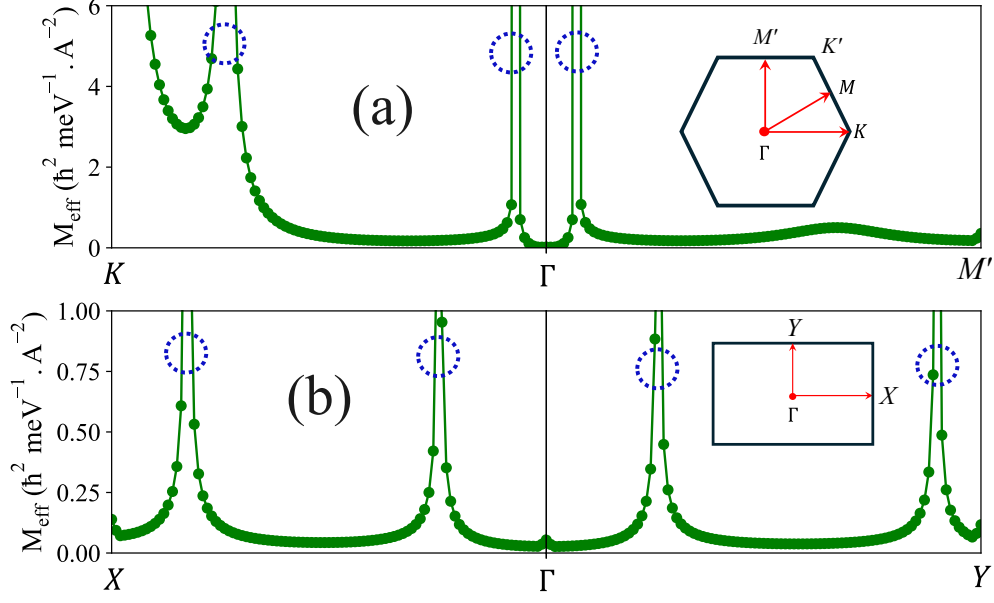 6
4
2
0
M_eff (ħ² meV⁻¹ . A⁻²)
(a)
M′
K′
M
K
Γ
K
Γ
M′
1.00
0.75
0.50
0.25
0.00
M_eff (ħ² meV⁻¹ . A⁻²)
(b)
Y
X
Γ
X
Γ
Y